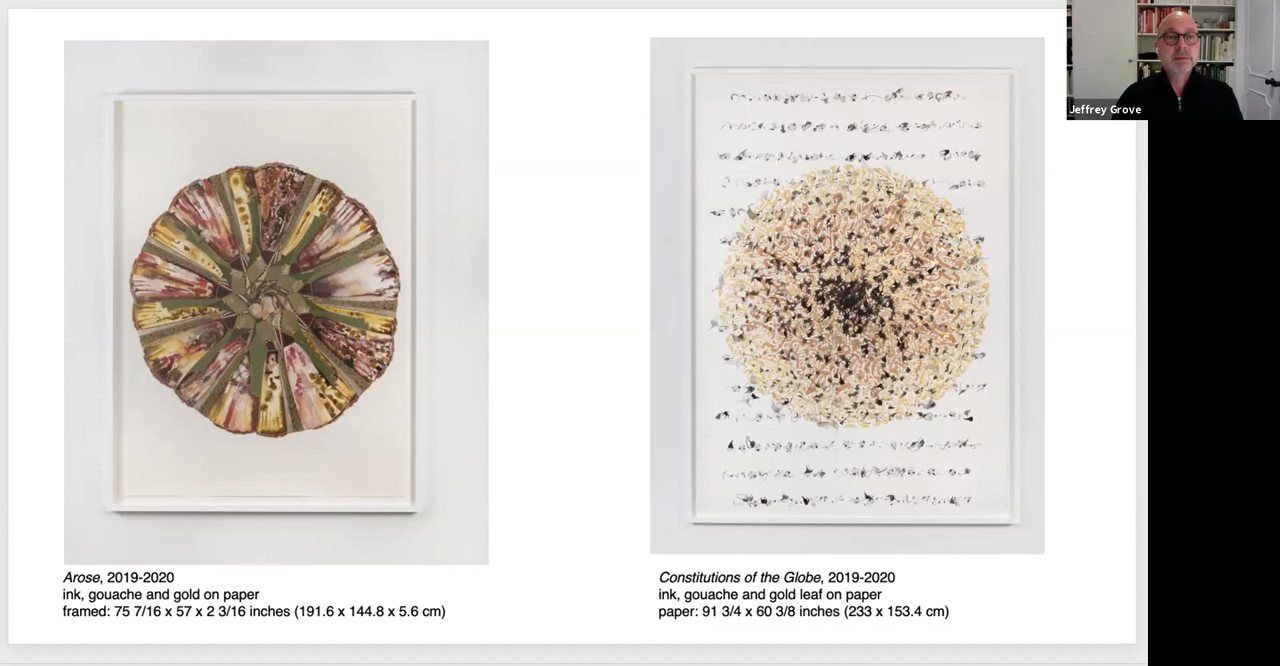 Jeffrey Grove
Arose, 2019-2020
ink, gouache and gold on paper
framed: 75 7/16 x 57 x 2 3/16 inches (191.6 x 144.8 x 5.6 cm)
Constitutions of the Globe, 2019-2020
ink, gouache and gold leaf on paper
paper: 91 3/4 x 60 3/8 inches (233 x 153.4 cm)